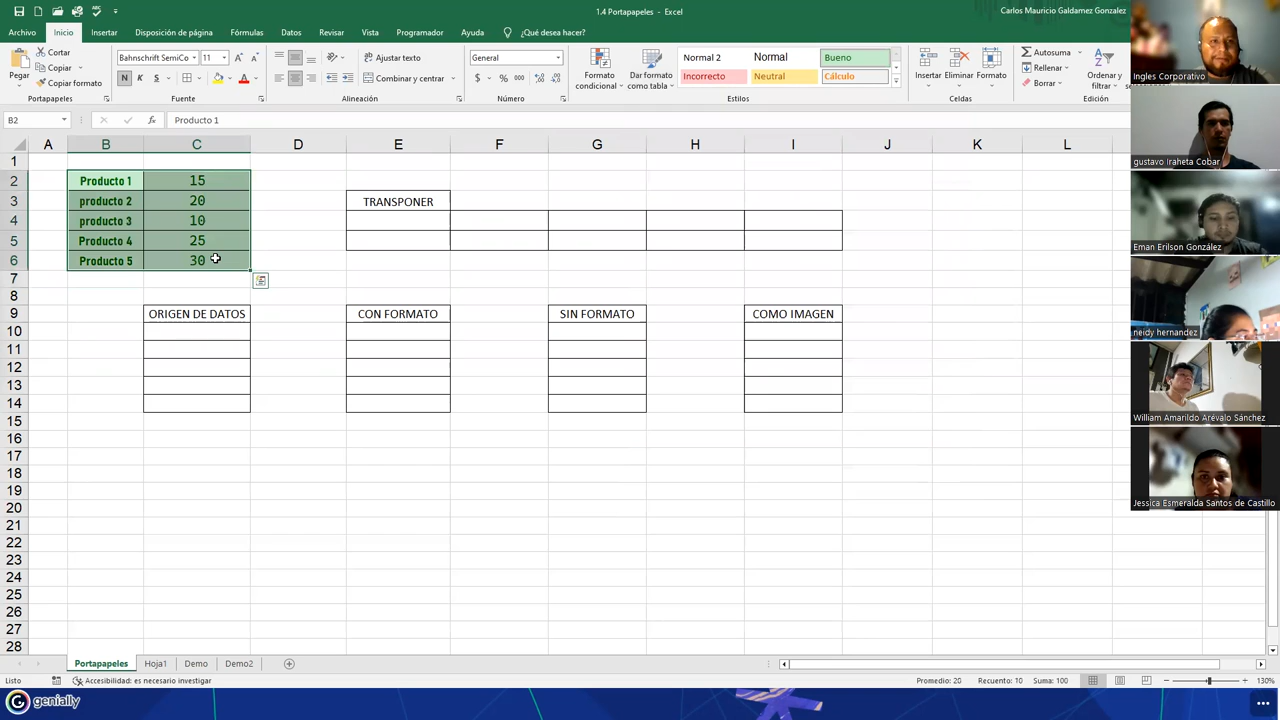 1.4 Portapapeles - Excel
Carlos Mauricio Galdamez Gonzalez
Archivo Inicio Insertar Disposición de página Fórmulas Datos Revisar Vista Programador Ayuda ¿Qué desea hacer?
Pegar
Cortar
Copiar
Copiar formato
Portapapeles
Bahnschrift SemiCo 11
N K S
Fuente
Ajustar texto
Combinar y centrar
Alineación
General
$ % 000
Número
Formato condicional
Dar formato como tabla
Normal 2 Normal Bueno
Incorrecto Neutral Cálculo
Estilos
Insertar Eliminar Formato
Celdas
Autosuma
Rellenar
Borrar
Ordenar y filtrar
Edición
B2 fx Producto 1
A B C D E F G H I J K L
1
2 Producto 1 15
3 producto 2 20 TRANSPONER
4 producto 3 10
5 Producto 4 25
6 Producto 5 30
7
8
9 ORIGEN DE DATOS CON FORMATO SIN FORMATO COMO IMAGEN
10
11
12
13
14
15
16
17
18
19
20
21
22
23
24
25
26
27
28
Portapapeles Hoja1 Demo Demo2
Listo Accesibilidad: es necesario investigar Promedio: 20 Recuento: 10 Suma: 100 130%
Ingles Corporativo
gustavo Iraheta Cobar
Eman Erilson González
neidy hernandez
William Amarildo Arévalo Sánchez
Jessica Esmeralda Santos de Castillo
genially